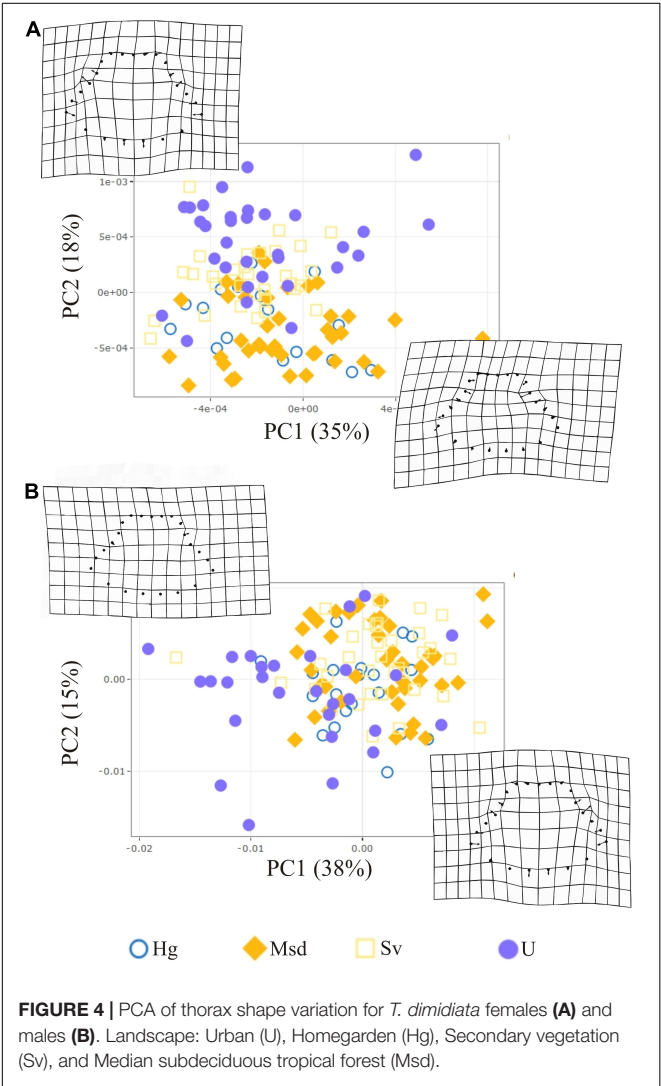 A
1e-03
5e-04
0e+00
-5e-04
PC2 (18%)
-4e-04
0e+00
4e-
PC1 (35%)
B
0.00
-0.01
PC2 (15%)
-0.02
-0.01
0.00
PC1 (38%)
Hg
Msd
Sv
U
FIGURE 4 | PCA of thorax shape variation for T. dimidiata females (A) and
males (B). Landscape: Urban (U), Homegarden (Hg), Secondary vegetation
(Sv), and Median subdeciduous tropical forest (Msd).